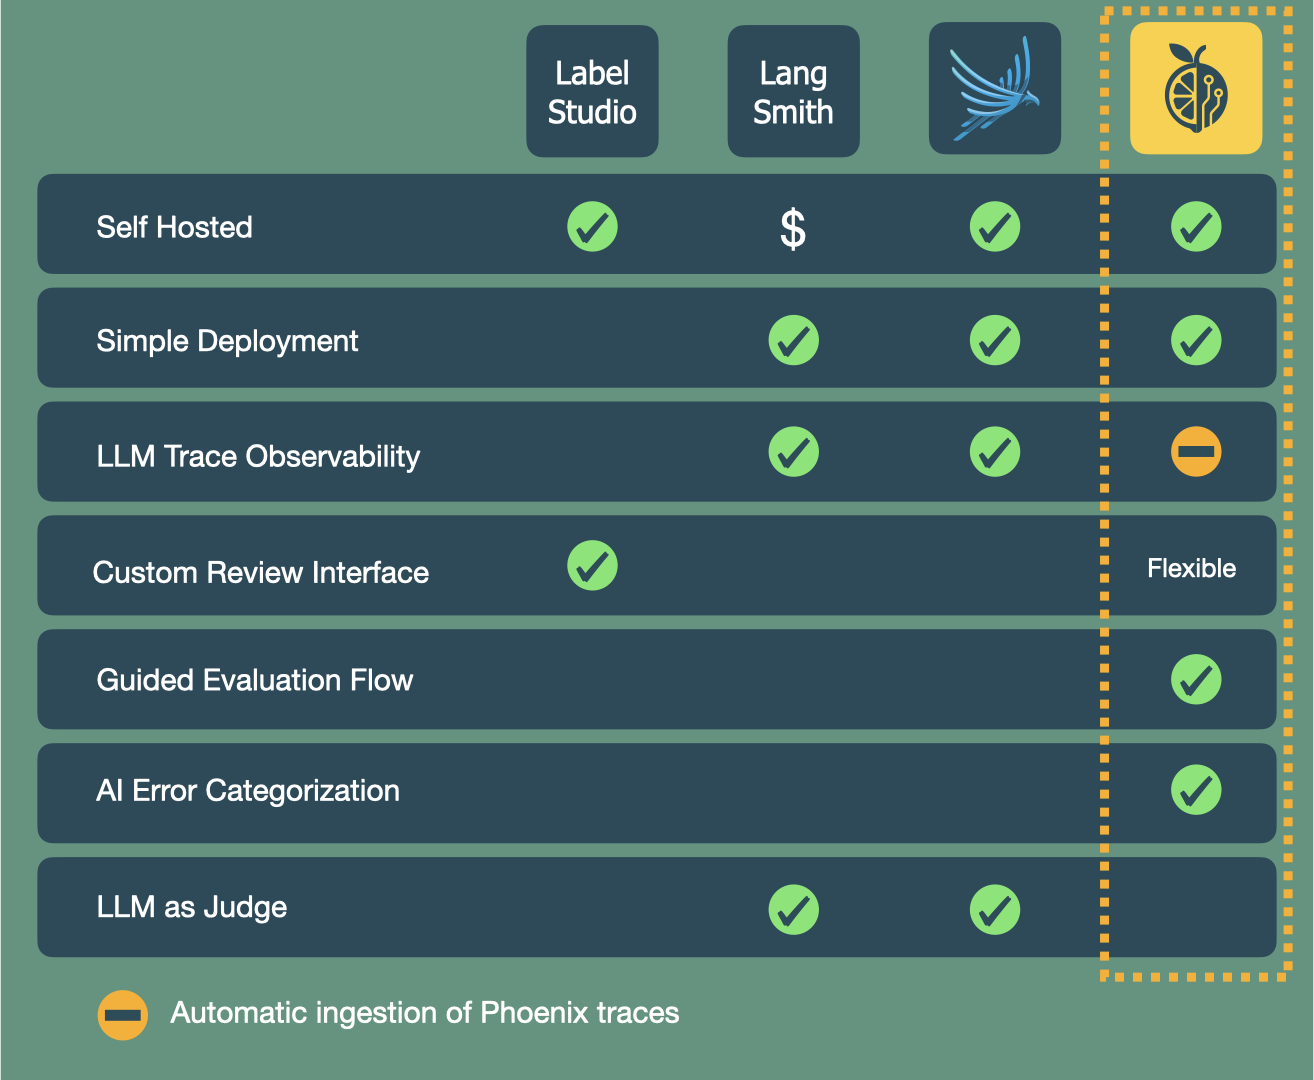 Label
Studio
Lang
Smith
Self Hosted
$
Simple Deployment
LLM Trace Observability
Custom Review Interface
Flexible
Guided Evaluation Flow
AI Error Categorization
LLM as Judge
Automatic ingestion of Phoenix traces